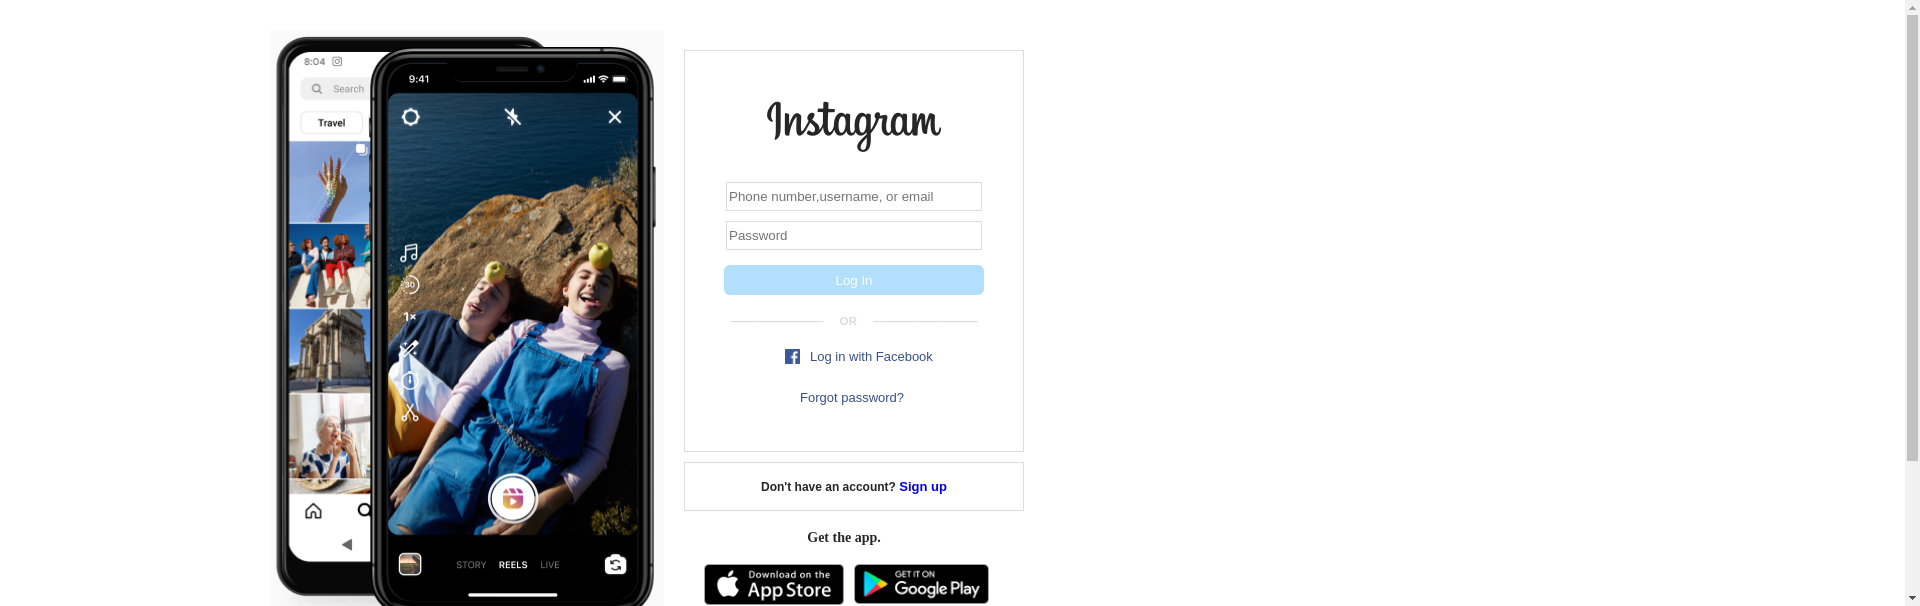 8:04
Search
Travel
9:41
30
1×
STORY REELS LIVE
Instagram
Phone number,username, or email
Password
Log In
OR
Log in with Facebook
Forgot password?
Don't have an account? Sign up
Get the app.
Download on the
App Store
GET IT ON
Google Play